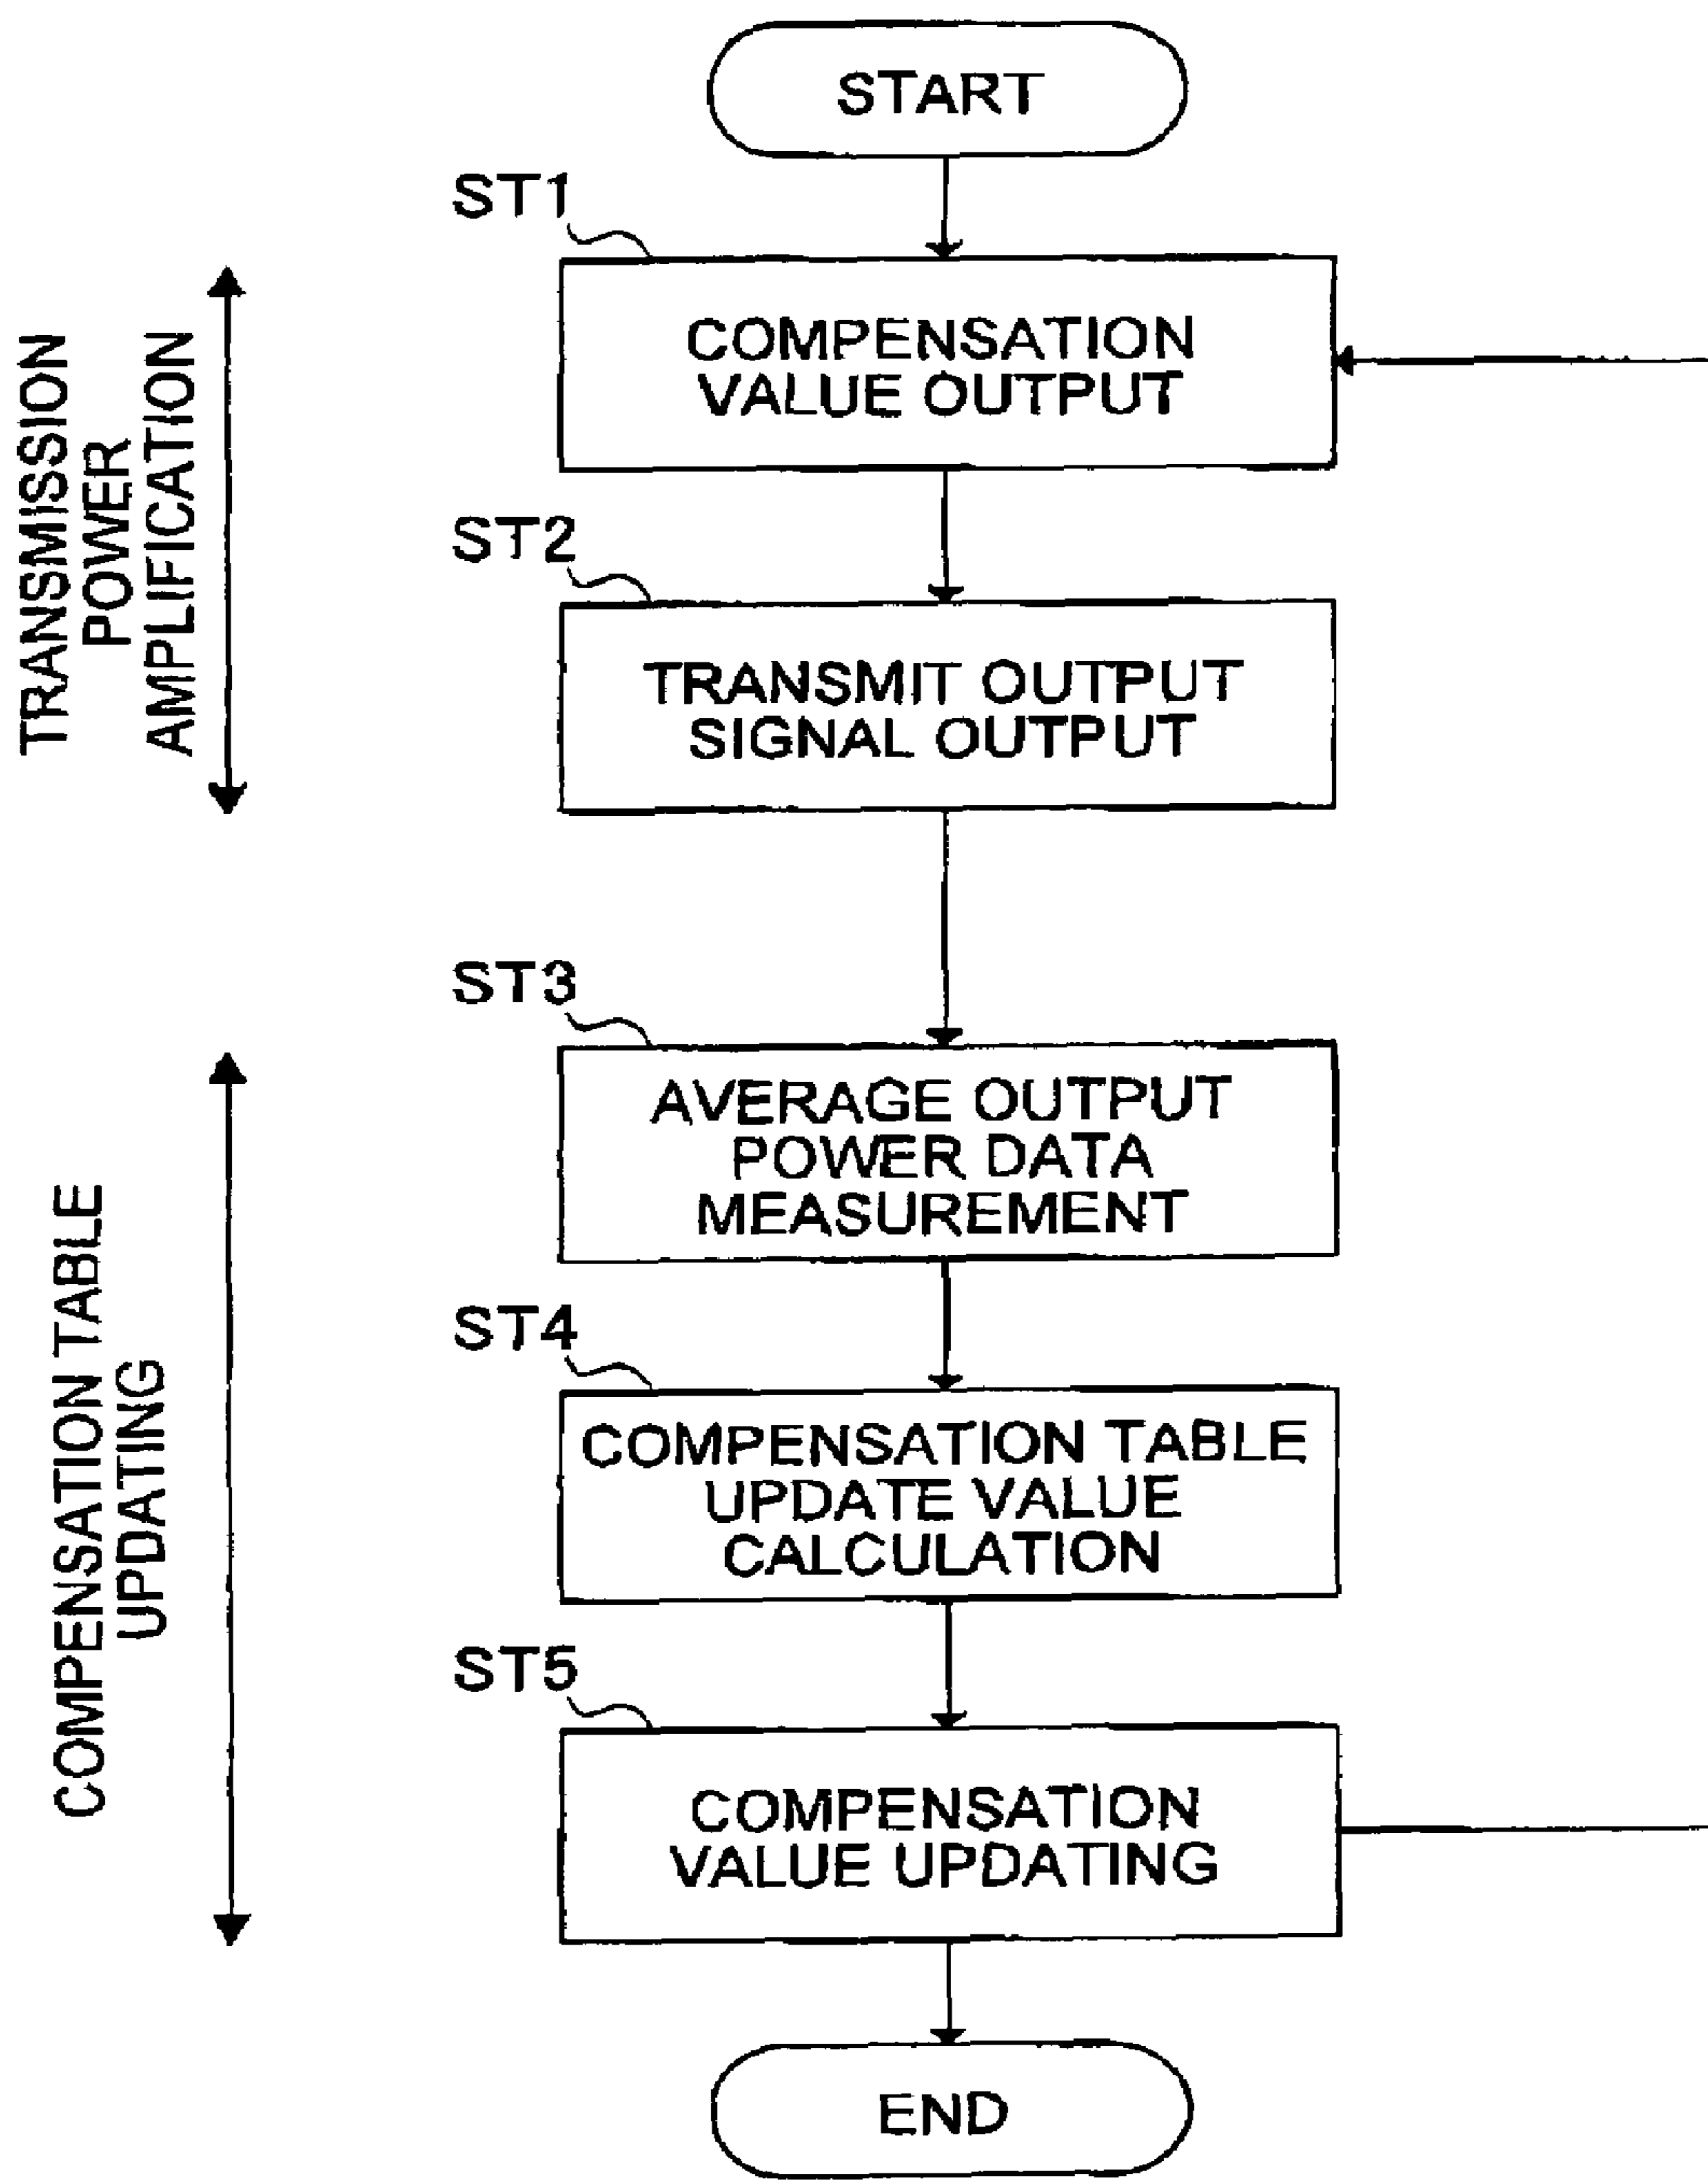 START
ST1
COMPENSATION
VALUE OUTPUT
TRANSMISSION
POWER
AMPLIFICATION
ST2
TRANSMIT OUTPUT
SIGNAL OUTPUT
ST3
AVERAGE OUTPUT
POWER DATA
MEASUREMENT
ST4
COMPENSATION TABLE
UPDATE VALUE
CALCULATION
COMPENSATION TABLE
UPDATING
ST5
COMPENSATION
VALUE UPDATING
END